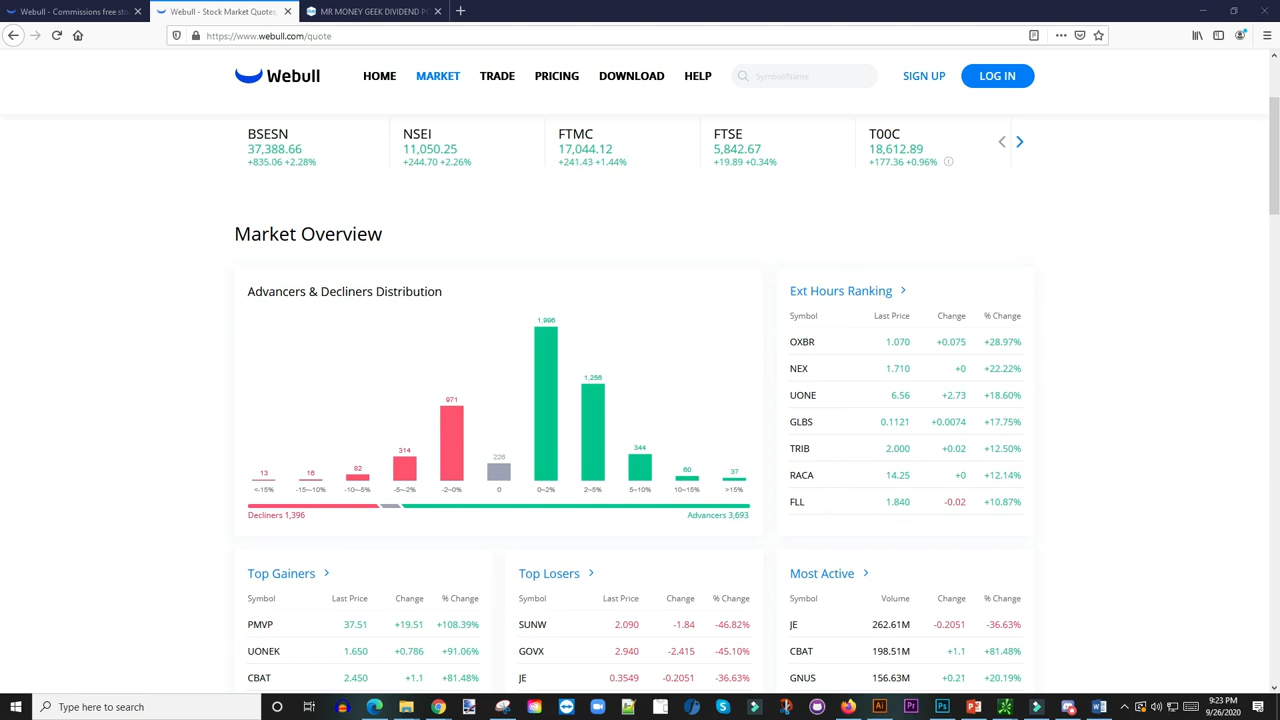 Webull - Commissions free sto
Webull - Stock Market Quotes,
MR MONEY GEEK DIVIDEND PO
https://www.webull.com/quote
Webull
HOME
MARKET
TRADE
PRICING
DOWNLOAD
HELP
Symbol/Name
SIGN UP
LOG IN
BSESN
37,388.66
+835.06 +2.28%
NSEI
11,050.25
+244.70 +2.26%
FTMC
17,044.12
+241.43 +1.44%
FTSE
5,842.67
+19.89 +0.34%
T00C
18,612.89
+177.36 +0.96%
Market Overview
Advancers & Decliners Distribution
13 16 82 314 971 226 1,996 1,256 344 60 37
<-15% -15~-10% -10~-5% -5~-2% -2~0% 0 0~2% 2~5% 5~10% 10~15% >15%
Decliners 1,396
Advancers 3,693
Ext Hours Ranking
Symbol Last Price Change % Change
OXBR 1.070 +0.075 +28.97%
NEX 1.710 +0 +22.22%
UONE 6.56 +2.73 +18.60%
GLBS 0.1121 +0.0074 +17.75%
TRIB 2.000 +0.02 +12.50%
RACA 14.25 +0 +12.14%
FLL 1.840 -0.02 +10.87%
Top Gainers
Symbol Last Price Change % Change
PMVP 37.51 +19.51 +108.39%
UONEK 1.650 +0.786 +91.06%
CBAT 2.450 +1.1 +81.48%
Top Losers
Symbol Last Price Change % Change
SUNW 2.090 -1.84 -46.82%
GOVX 2.940 -2.415 -45.10%
JE 0.3549 -0.2051 -36.63%
Most Active
Symbol Volume Change % Change
JE 262.61M -0.2051 -36.63%
CBAT 198.51M +1.1 +81.48%
GNUS 156.63M +0.21 +20.19%
Type here to search
9:23 PM
9/26/2020